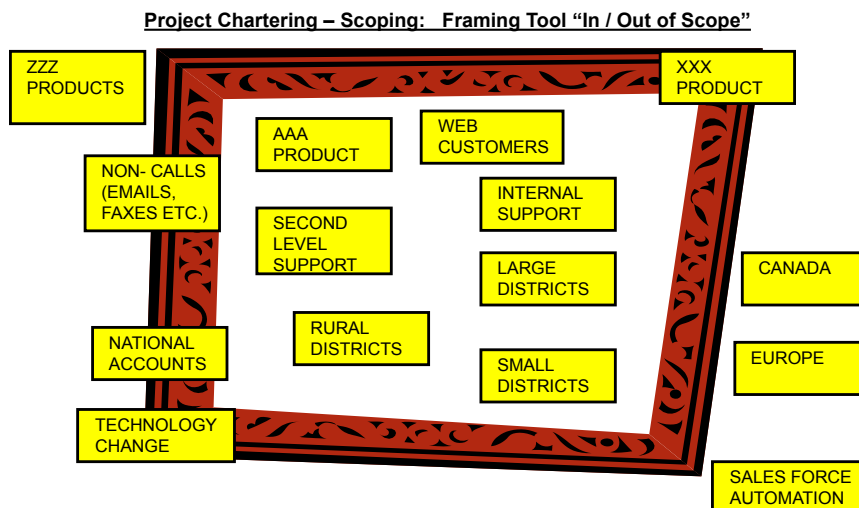 Project Chartering – Scoping: Framing Tool “In / Out of Scope”
ZZZ
PRODUCTS
XXX
PRODUCT
AAA
PRODUCT
WEB
CUSTOMERS
NON- CALLS
(EMAILS,
FAXES ETC.)
INTERNAL
SUPPORT
SECOND
LEVEL
SUPPORT
LARGE
DISTRICTS
CANADA
RURAL
DISTRICTS
NATIONAL
ACCOUNTS
SMALL
DISTRICTS
EUROPE
TECHNOLOGY
CHANGE
SALES FORCE
AUTOMATION